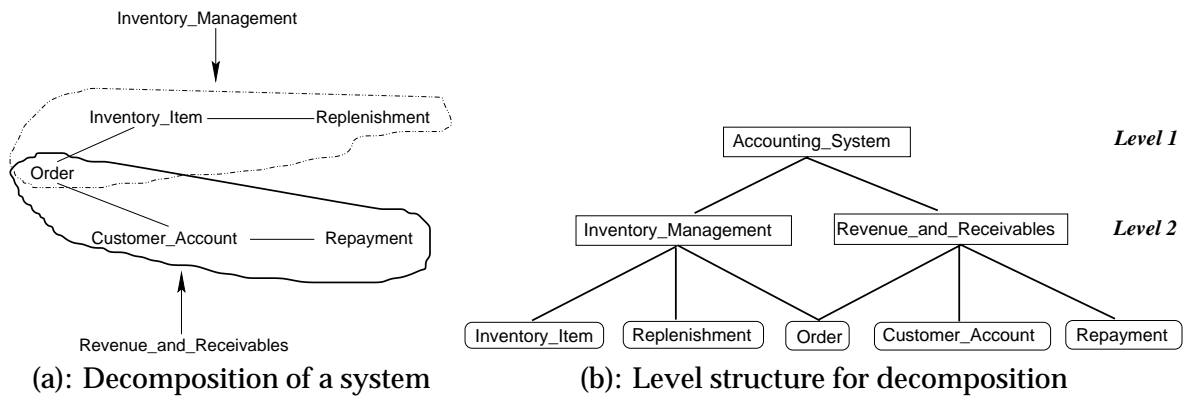 Inventory_Management
Inventory_Item
Replenishment
Order
Customer_Account
Repayment
Revenue_and_Receivables
(a): Decomposition of a system
Accounting_System
Level 1
Inventory_Management
Revenue_and_Receivables
Level 2
Inventory_Item
Replenishment
Order
Customer_Account
Repayment
(b): Level structure for decomposition